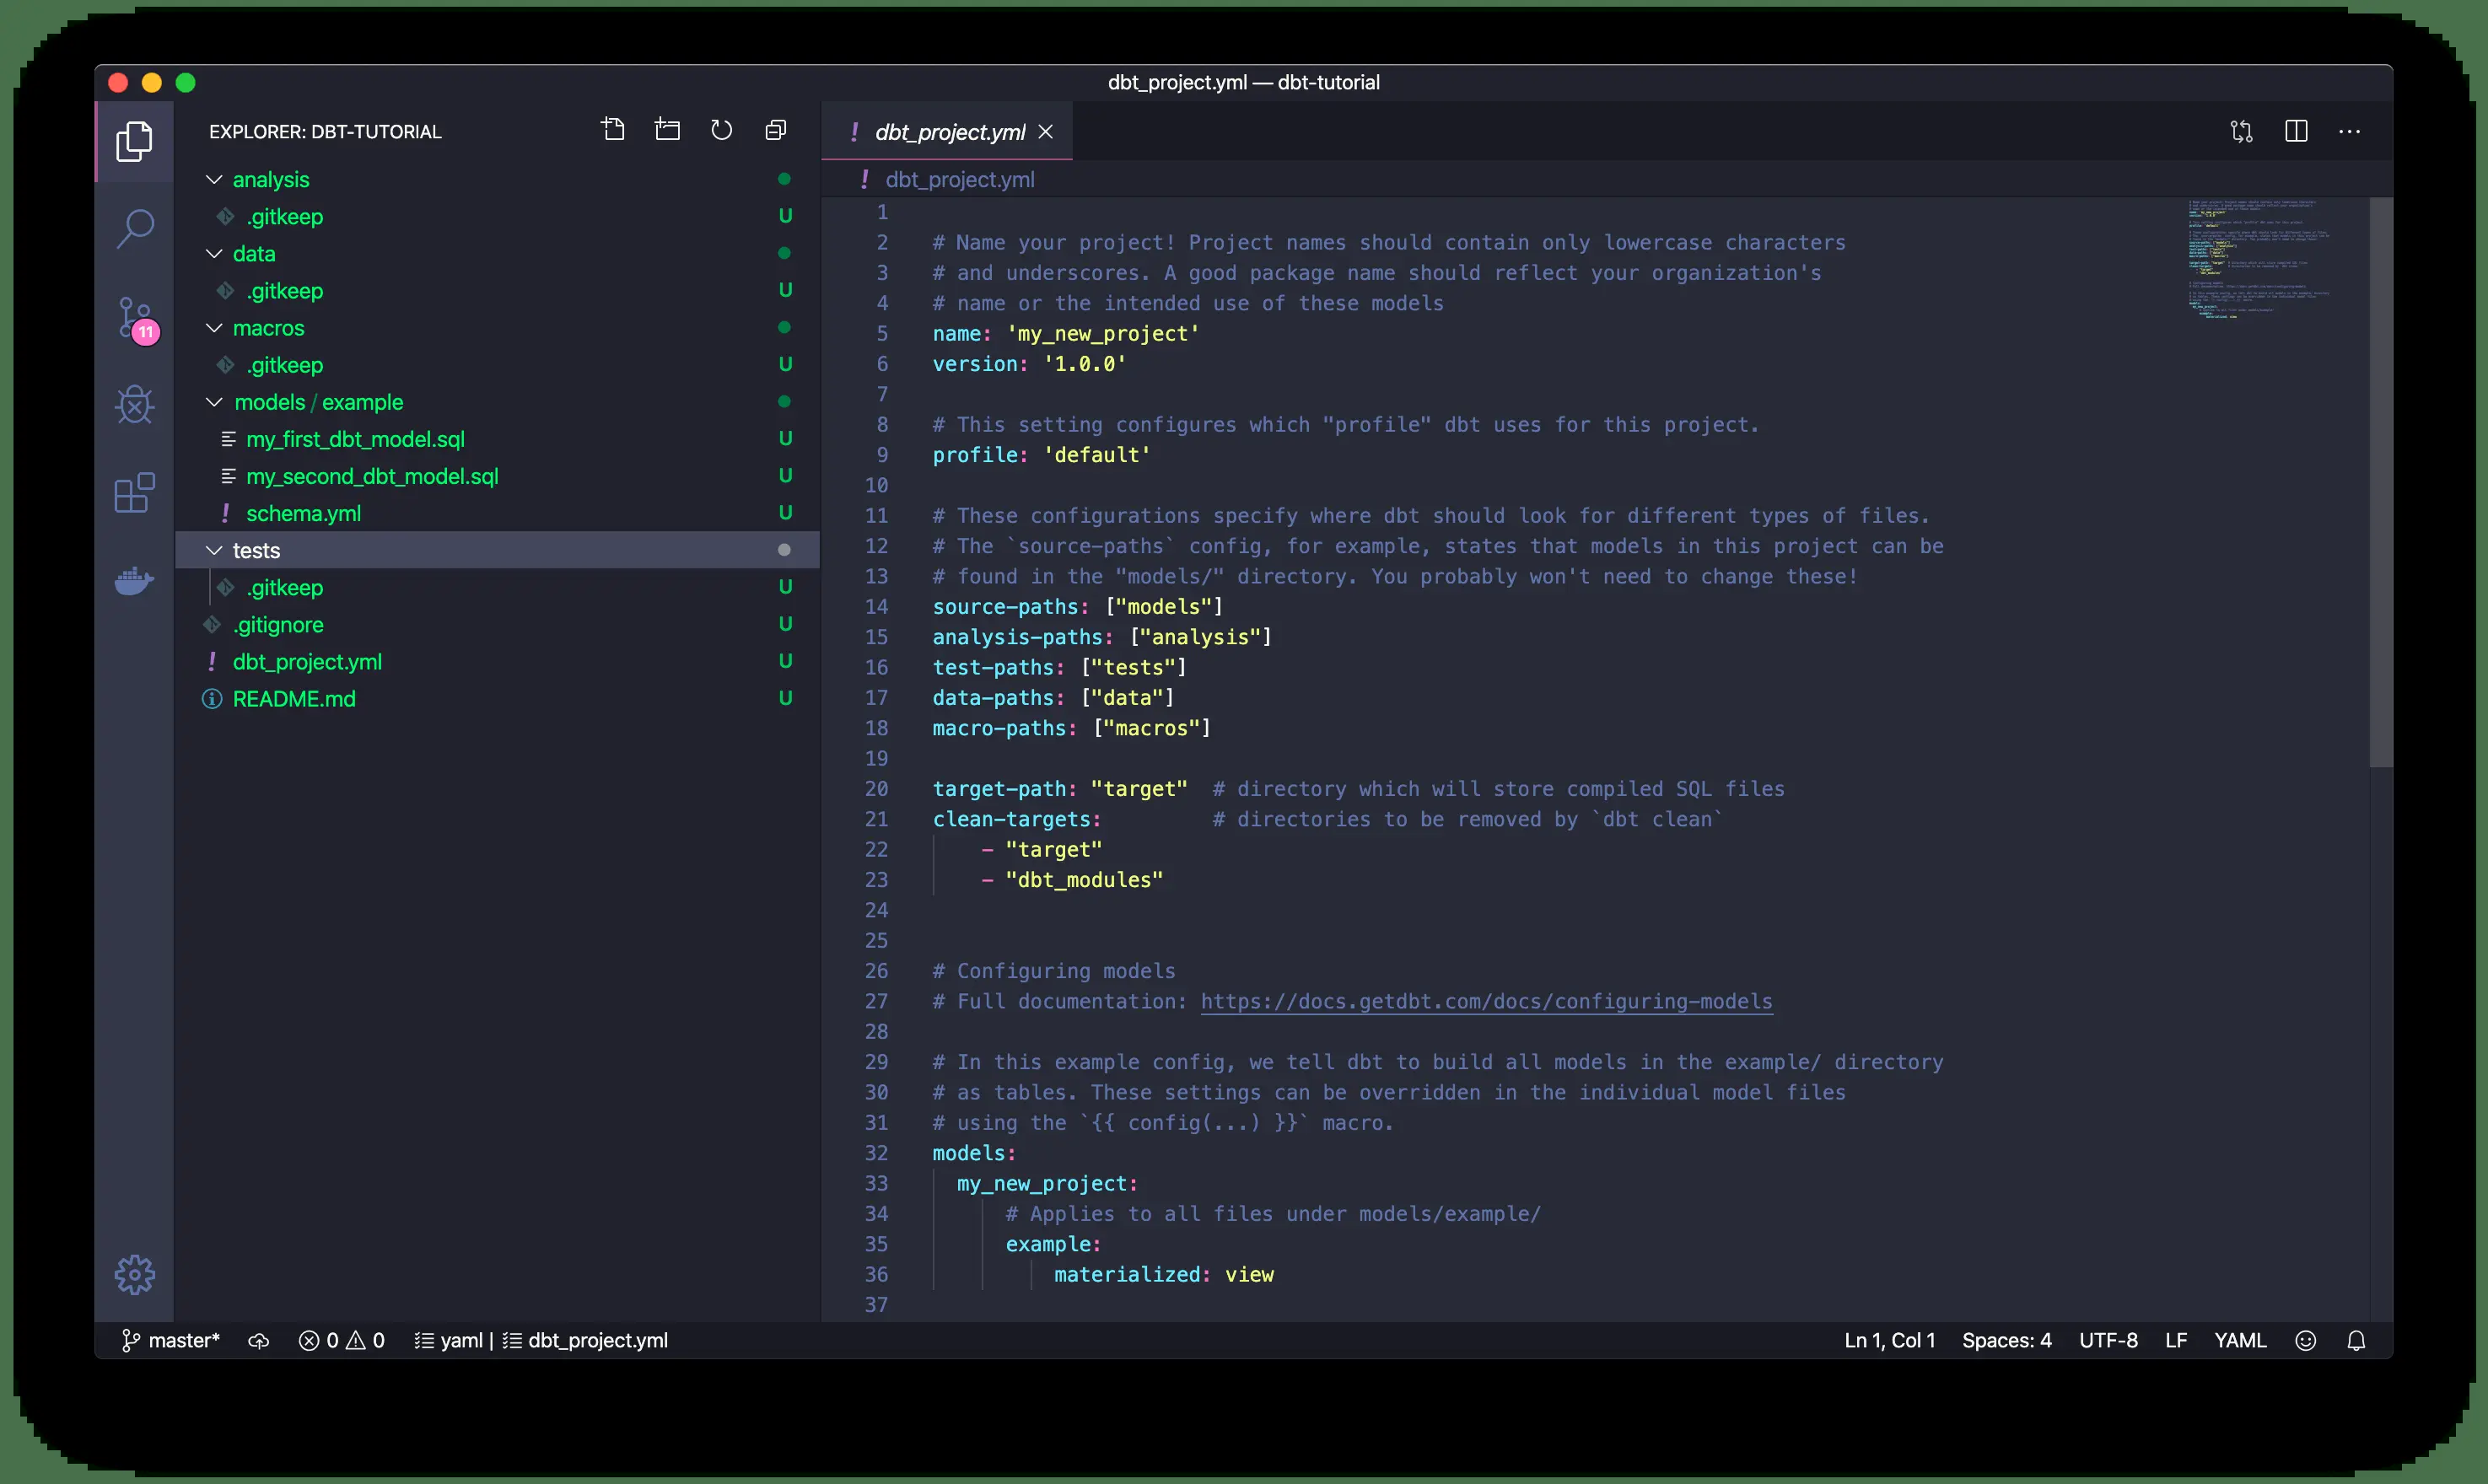 dbt_project.yml — dbt-tutorial
EXPLORER: DBT-TUTORIAL
analysis
.gitkeep U
data
.gitkeep U
macros
.gitkeep U
models / example
my_first_dbt_model.sql U
my_second_dbt_model.sql U
schema.yml U
tests
.gitkeep U
.gitignore U
! dbt_project.yml U
README.md U
11
! dbt_project.yml
! dbt_project.yml
1
2 # Name your project! Project names should contain only lowercase characters
3 # and underscores. A good package name should reflect your organization's
4 # name or the intended use of these models
5 name: 'my_new_project'
6 version: '1.0.0'
7
8 # This setting configures which "profile" dbt uses for this project.
9 profile: 'default'
10
11 # These configurations specify where dbt should look for different types of files.
12 # The `source-paths` config, for example, states that models in this project can be
13 # found in the "models/" directory. You probably won't need to change these!
14 source-paths: ["models"]
15 analysis-paths: ["analysis"]
16 test-paths: ["tests"]
17 data-paths: ["data"]
18 macro-paths: ["macros"]
19
20 target-path: "target"  # directory which will store compiled SQL files
21 clean-targets:         # directories to be removed by `dbt clean`
22     - "target"
23     - "dbt_modules"
24
25
26 # Configuring models
27 # Full documentation: https://docs.getdbt.com/docs/configuring-models
28
29 # In this example config, we tell dbt to build all models in the example/ directory
30 # as tables. These settings can be overridden in the individual model files
31 # using the `{{ config(...) }}` macro.
32 models:
33   my_new_project:
34       # Applies to all files under models/example/
35       example:
36           materialized: view
37
master* 0 0 yaml | dbt_project.yml Ln 1, Col 1 Spaces: 4 UTF-8 LF YAML